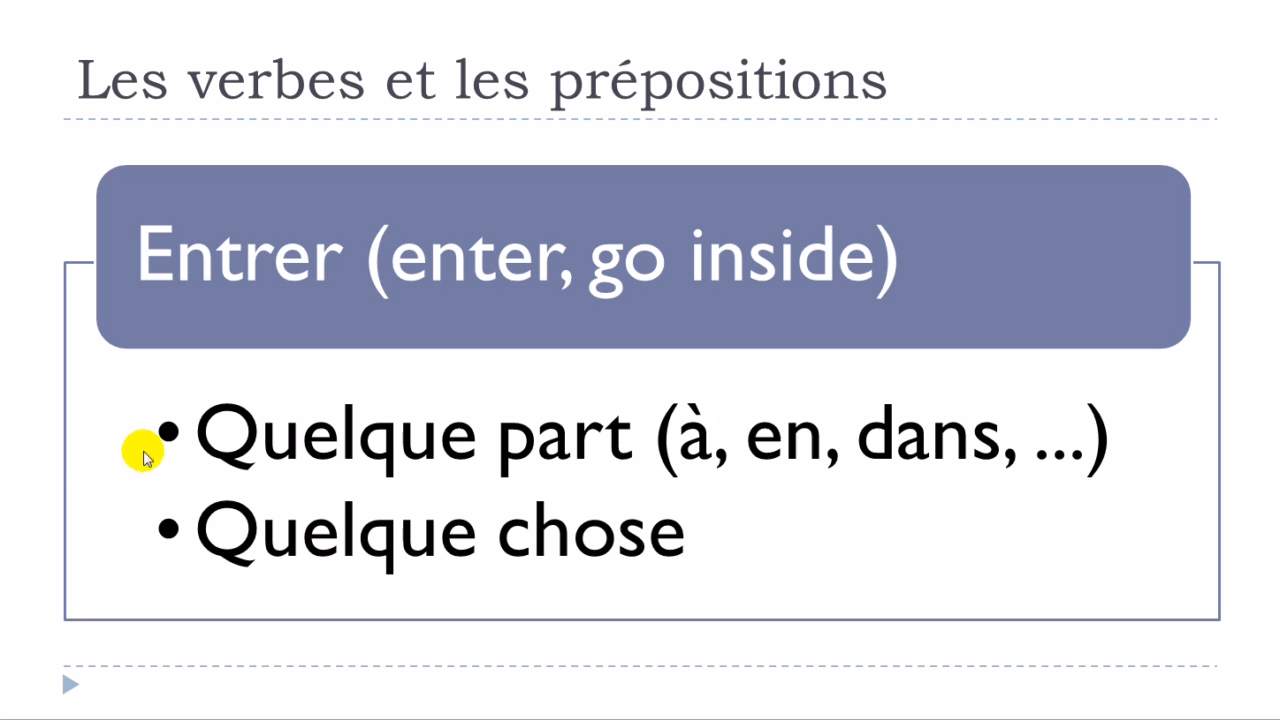 Les verbes et les prépositions
Entrer (enter, go inside)
• Quelque part (à, en, dans, ...)
• Quelque chose